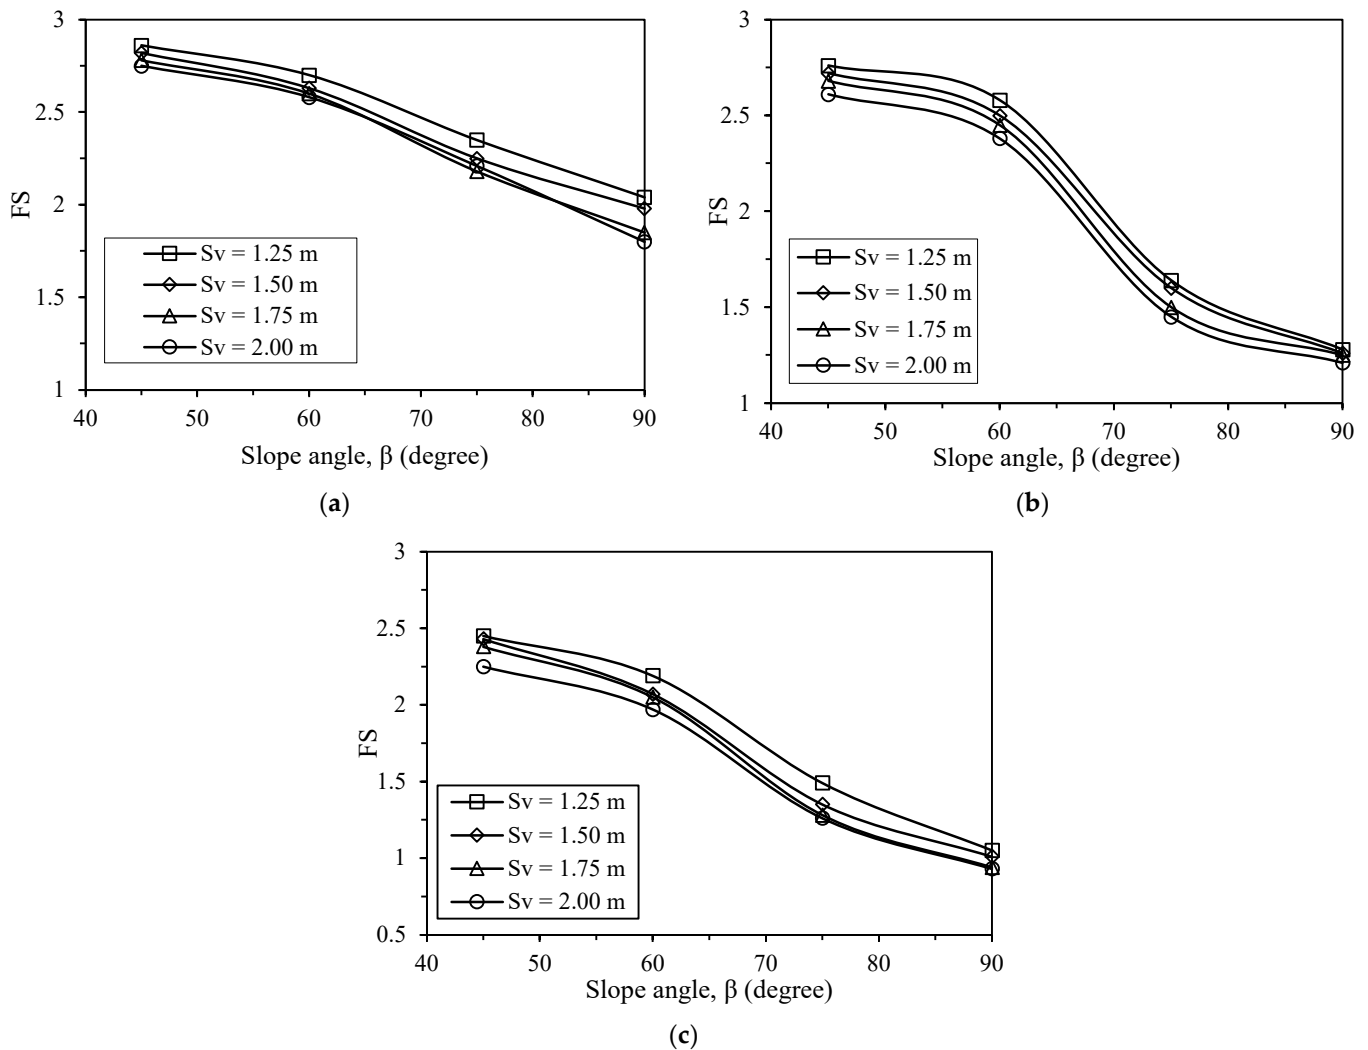 3
2.5
2
1.5
1
FS
Sv = 1.25 m
Sv = 1.50 m
Sv = 1.75 m
Sv = 2.00 m
40 50 60 70 80 90
Slope angle, β (degree)
(a)
3
2.5
2
1.5
1
FS
Sv = 1.25 m
Sv = 1.50 m
Sv = 1.75 m
Sv = 2.00 m
40 50 60 70 80 90
Slope angle, β (degree)
(b)
3
2.5
2
1.5
1
0.5
FS
Sv = 1.25 m
Sv = 1.50 m
Sv = 1.75 m
Sv = 2.00 m
40 50 60 70 80 90
Slope angle, β (degree)
(c)